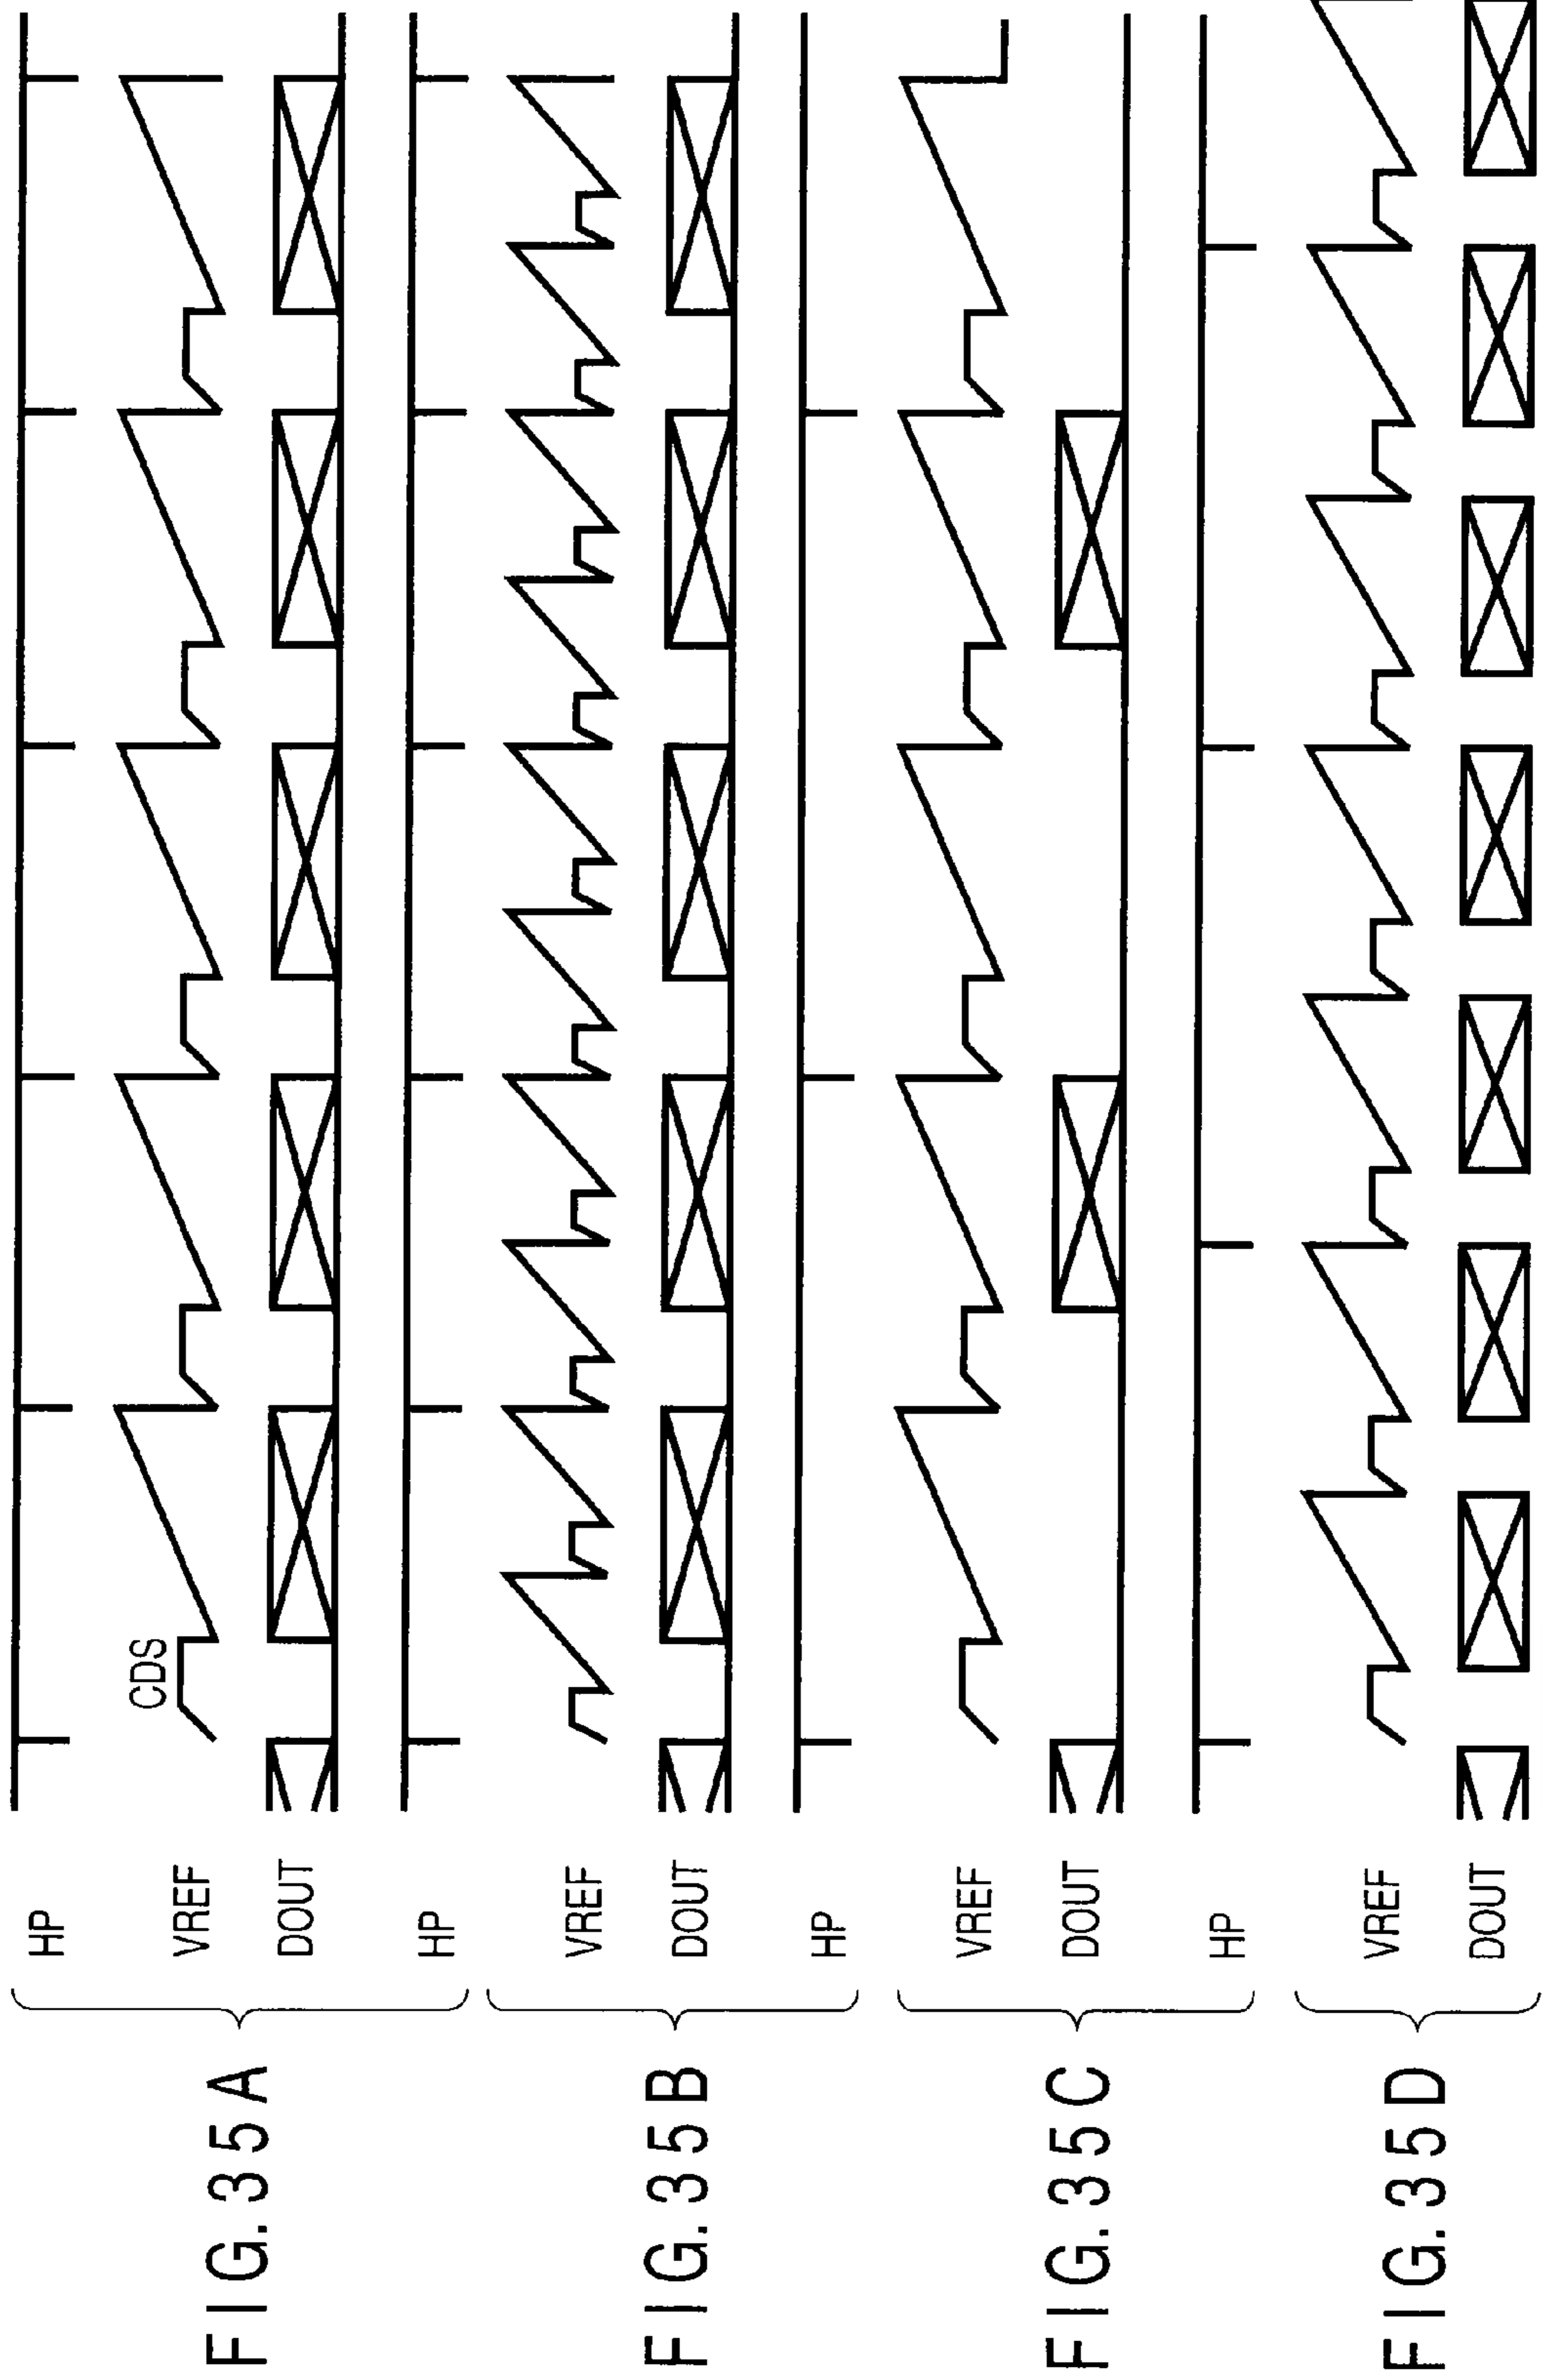 FIG. 35A
HP
VREF
CDS
DOUT
FIG. 35B
HP
VREF
DOUT
FIG. 35C
HP
VREF
DOUT
FIG. 35D
HP
VREF
DOUT